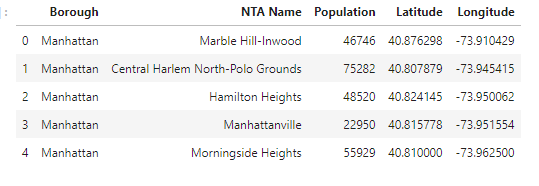 ]:
Borough NTA Name Population Latitude Longitude
0 Manhattan Marble Hill-Inwood 46746 40.876298 -73.910429
1 Manhattan Central Harlem North-Polo Grounds 75282 40.807879 -73.945415
2 Manhattan Hamilton Heights 48520 40.824145 -73.950062
3 Manhattan Manhattanville 22950 40.815778 -73.951554
4 Manhattan Morningside Heights 55929 40.810000 -73.962500